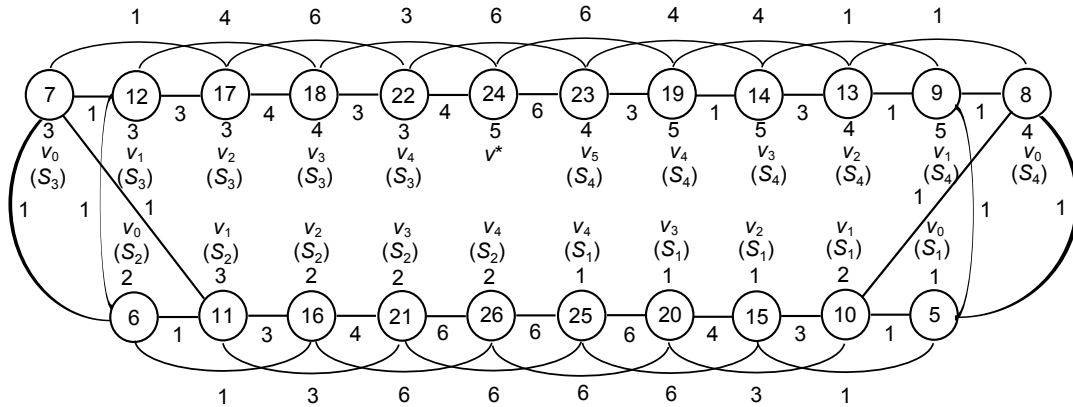 1 4 6 3 6 6 4 4 1 1
7 12 17 18 22 24 23 19 14 13 9 8
1 3 4 3 4 6 3 1 3 1 1
3 3 3 4 3 5 4 5 5 4 5 4
v0 v1 v2 v3 v4 v* v5 v4 v3 v2 v1 v0
(S3) (S3) (S3) (S3) (S3) (S4) (S4) (S4) (S4) (S4) (S4)
1 1 1 1 1 1
v0 v1 v2 v3 v4 v4 v3 v2 v1 v0
(S2) (S2) (S2) (S2) (S2) (S1) (S1) (S1) (S1) (S1)
2 3 2 2 2 1 1 1 2 1
6 11 16 21 26 25 20 15 10 5
1 3 4 6 6 6 4 3 1
1 3 6 6 6 6 3 1